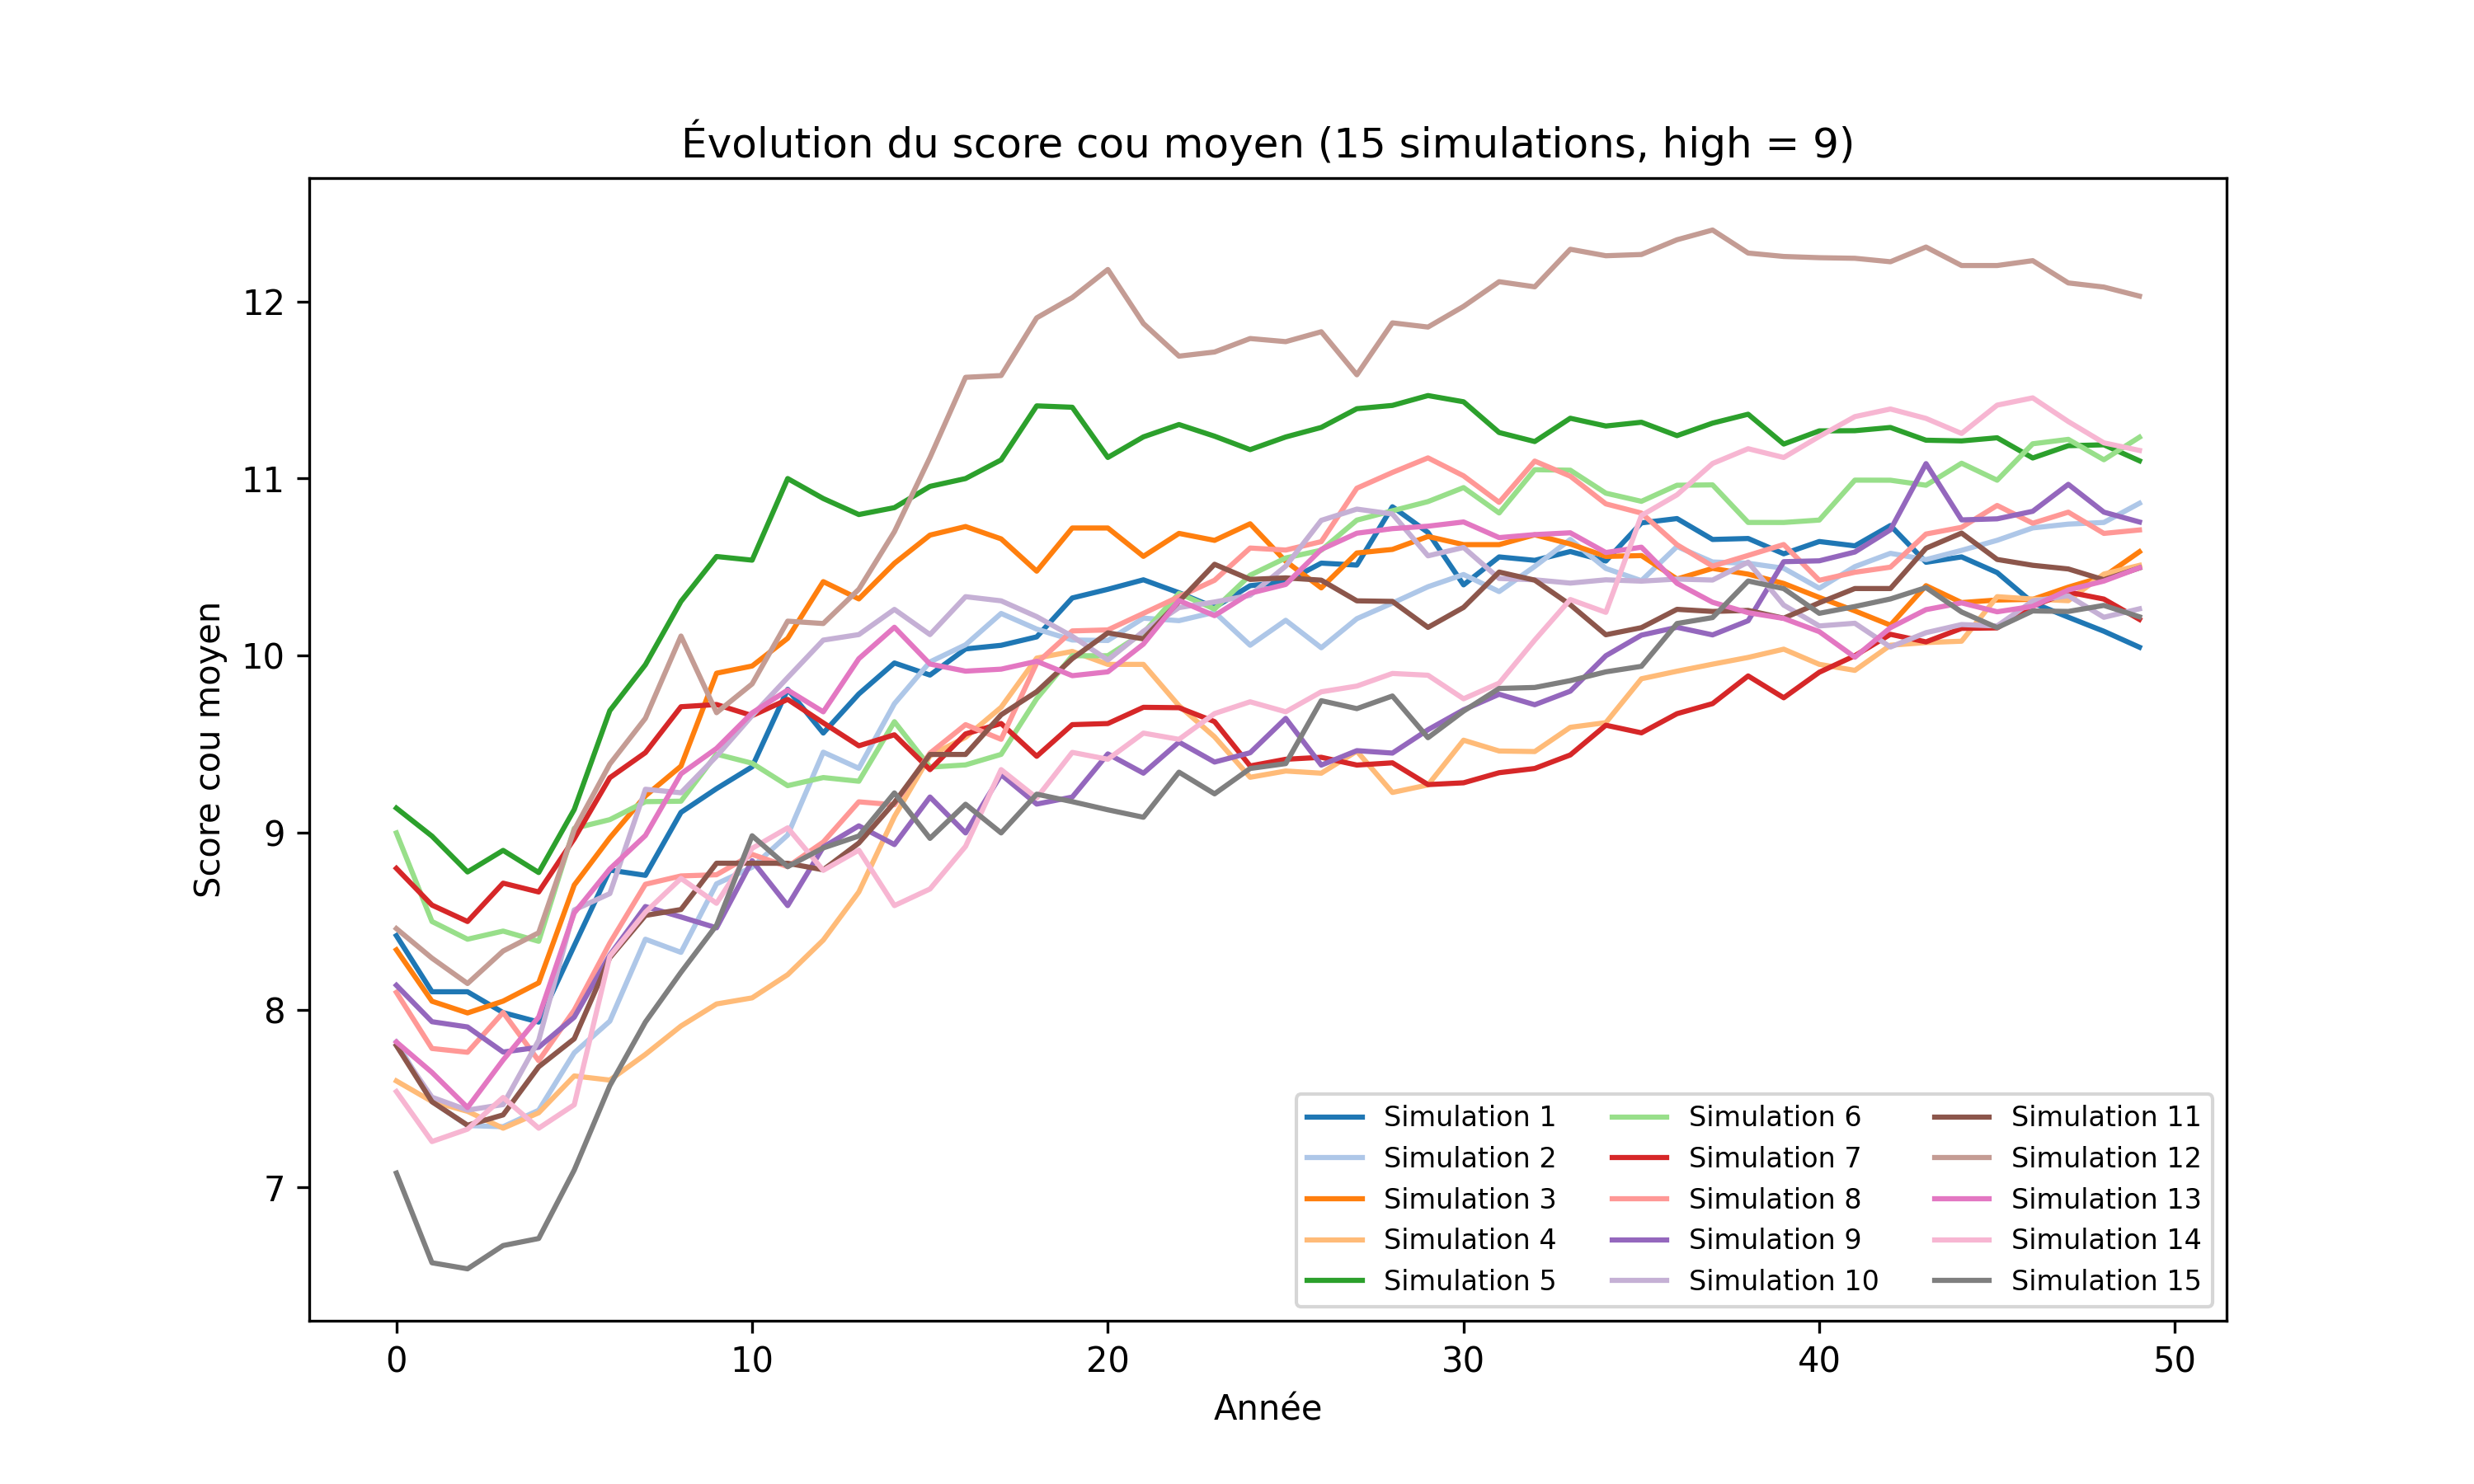 Évolution du score cou moyen (15 simulations, high = 9)
Score cou moyen
12
11
10
9
8
7
0 10 20 30 40 50
Année
Simulation 1 Simulation 6 Simulation 11
Simulation 2 Simulation 7 Simulation 12
Simulation 3 Simulation 8 Simulation 13
Simulation 4 Simulation 9 Simulation 14
Simulation 5 Simulation 10 Simulation 15